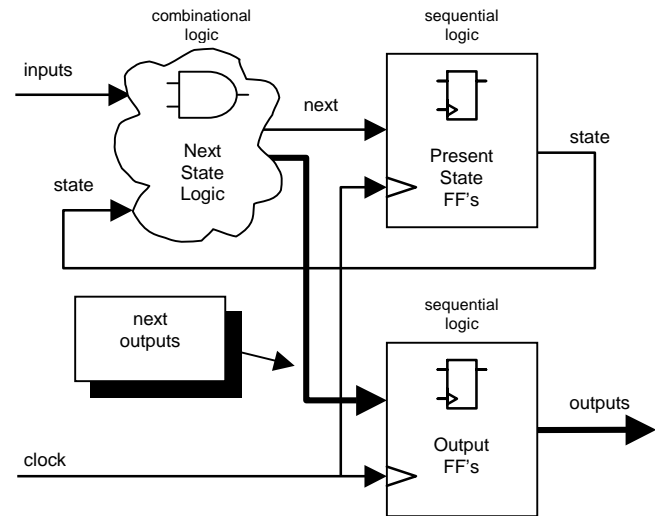 combinational
logic
sequential
logic
inputs
next
state
Next
State
Logic
Present
State
FF's
state
next
outputs
sequential
logic
outputs
Output
FF's
clock